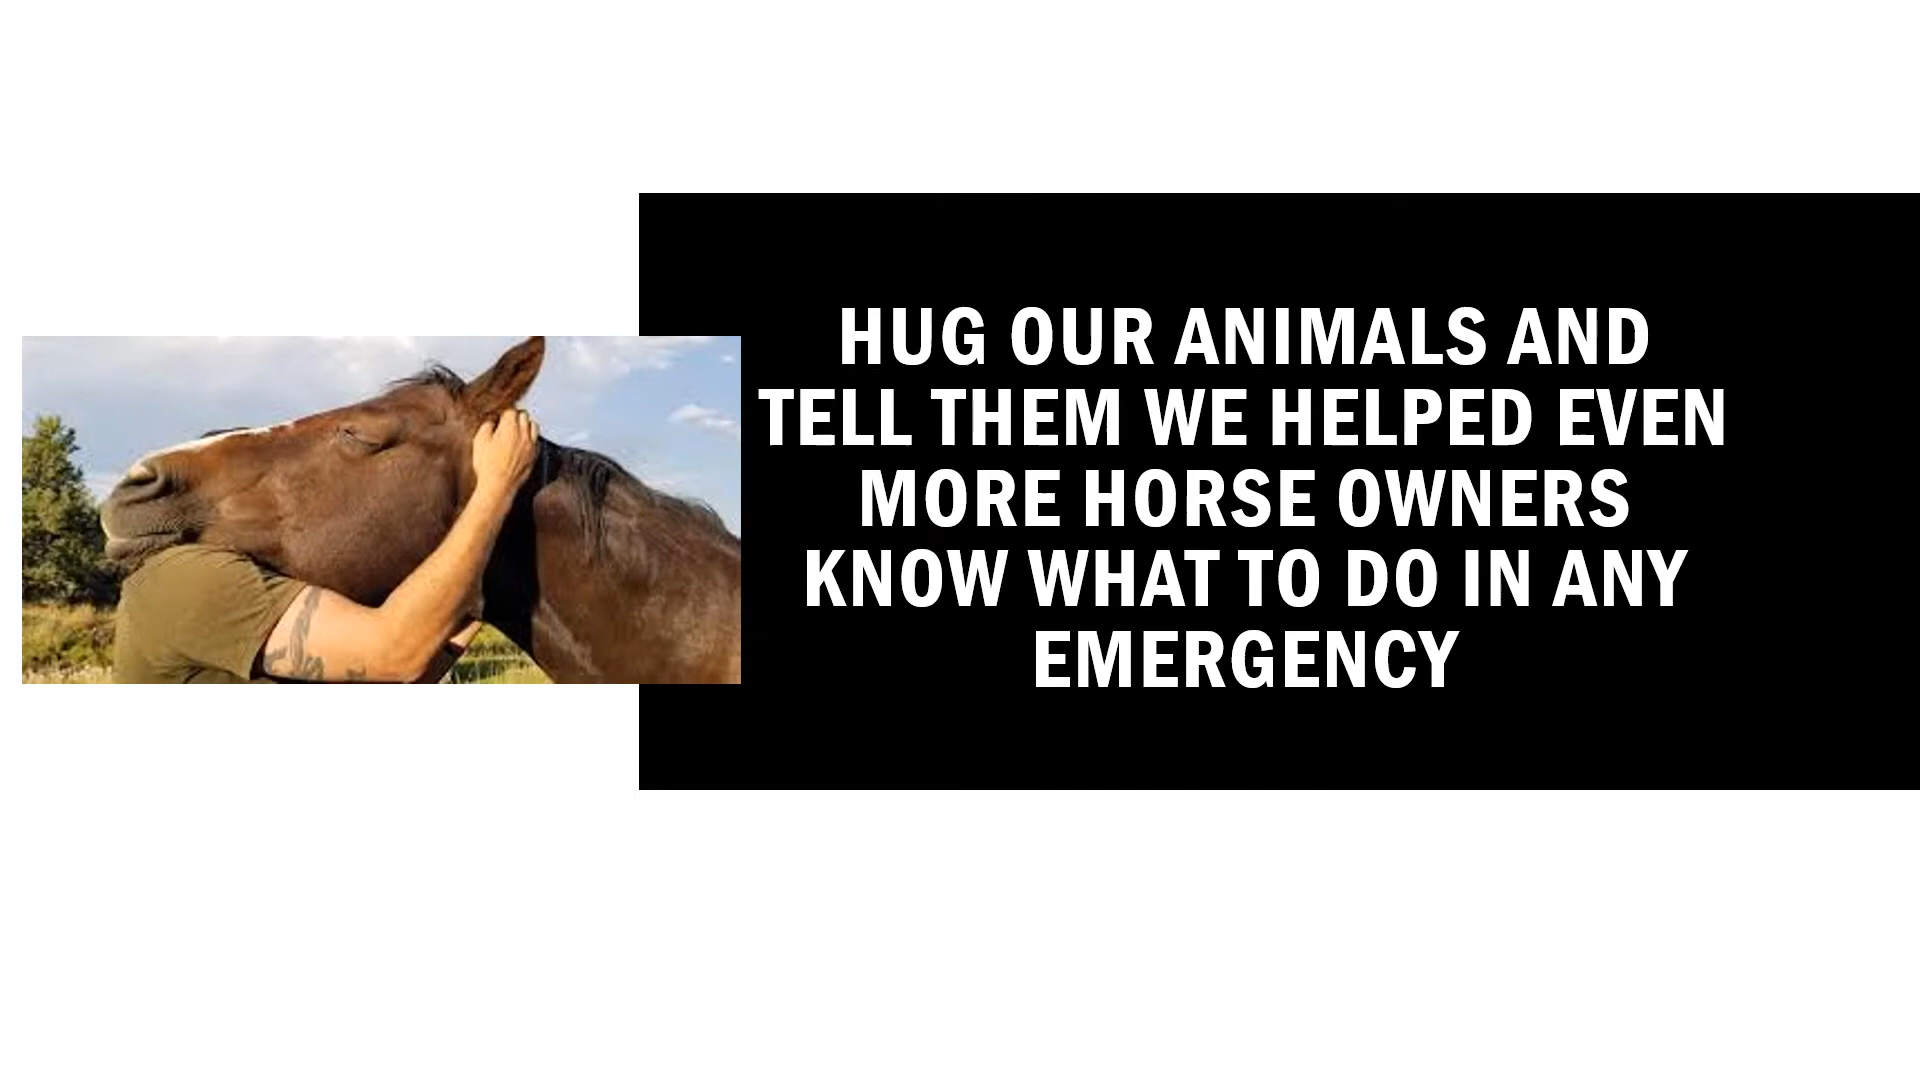 HUG OUR ANIMALS AND
TELL THEM WE HELPED EVEN
MORE HORSE OWNERS
KNOW WHAT TO DO IN ANY
EMERGENCY